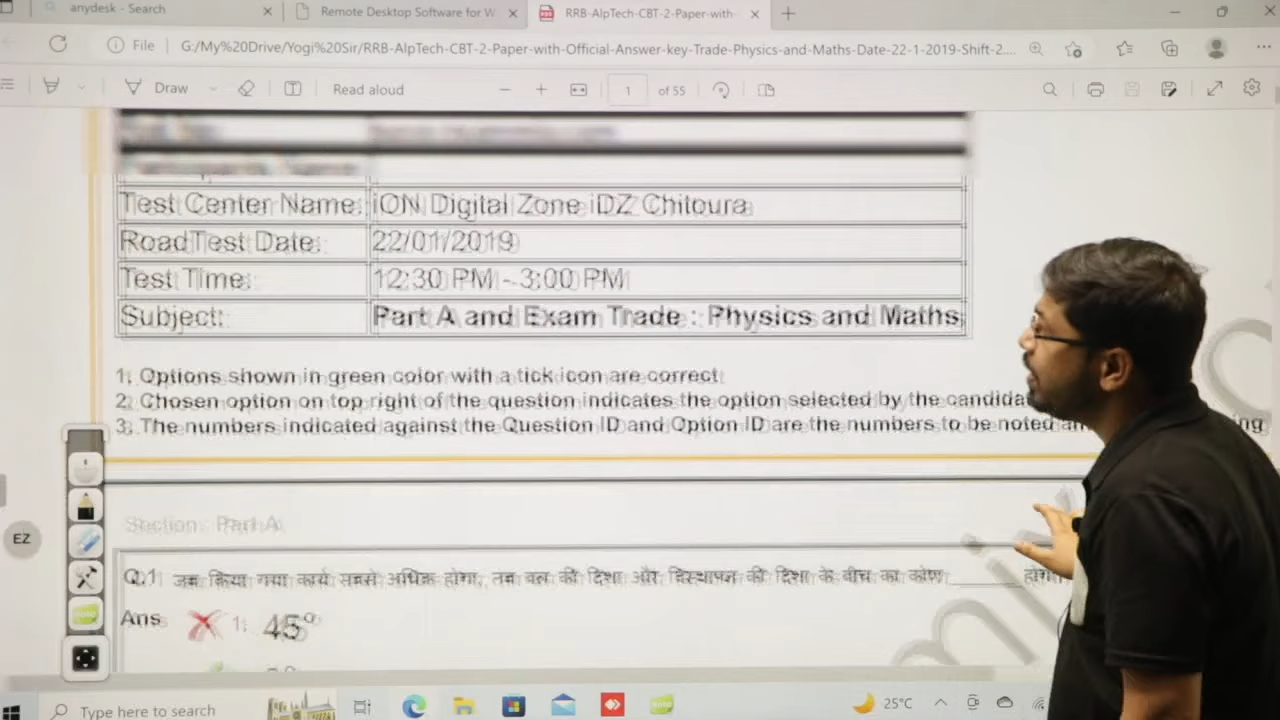 anydesk - Search
Remote Desktop Software for W
RRB-AlpTech-CBT-2-Paper-with-
File
G:/My%20Drive/Yogi%20Sir/RRB-AlpTech-CBT-2-Paper-with-Official-Answer-key-Trade-Physics-and-Maths-Date-22-1-2019-Shift-2....
Draw
Read aloud
1 of 55
Test Center Name: iON Digital Zone iDZ Chitoura
Test Date: 22/01/2019
Test Time: 12:30 PM - 3:00 PM
Subject: Part A and Exam Trade : Physics and Maths
1. Options shown in green color with a tick icon are correct
2. Chosen option on top right of the question indicates the option selected by the candidat
3. The numbers indicated against the Question ID and Option ID are the numbers to be noted ng
Section : Part A
Q.1 जब किया गया कार्य सबसे अधिक होगा, तब बल की दिशा और विस्थापन की दिशा के बीच का कोण ______ होगा
Ans 1. 45°
EZ
Type here to search
25°C